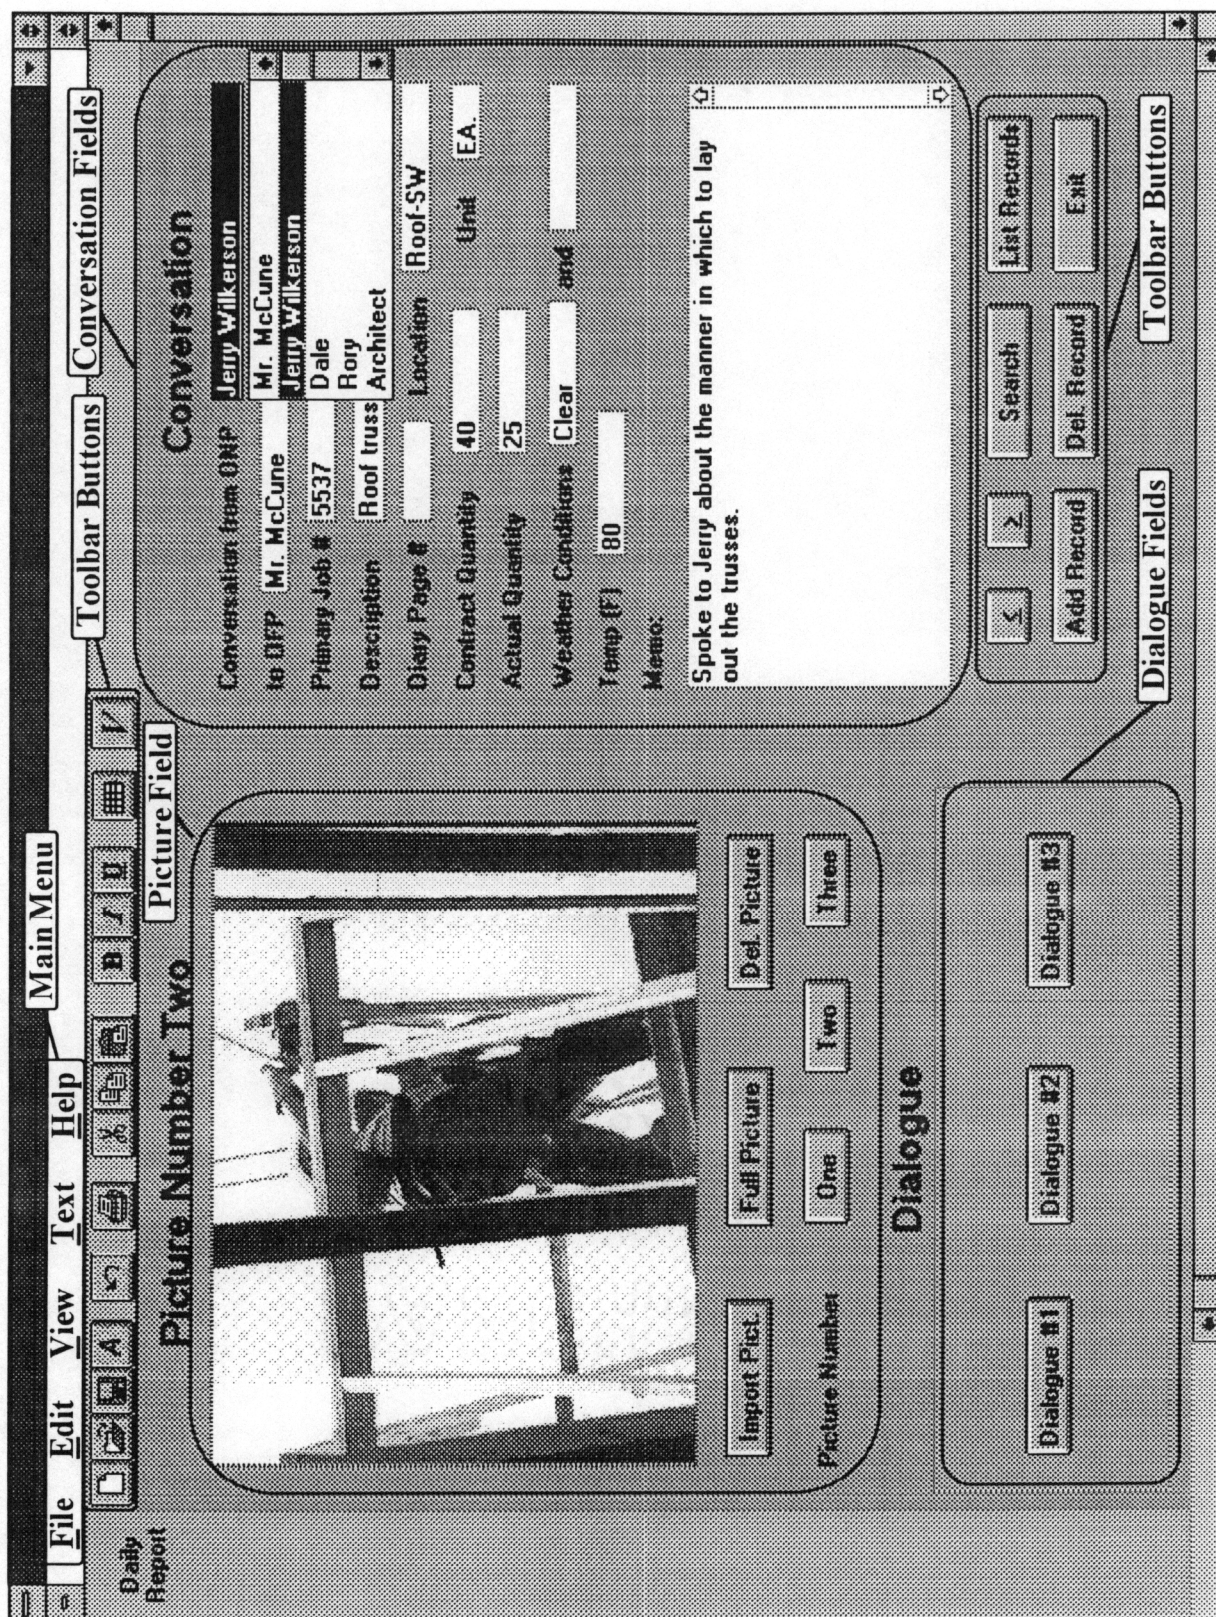 Main Menu
Toolbar Buttons
Conversation Fields
File Edit View Text Help
A
B I U
V
Daily
Report
Picture Number Two
Picture Field
Import Pict.
Full Picture
Del. Picture
Picture Number
One
Two
Three
Dialogue
Dialogue #1
Dialogue #2
Dialogue #3
Dialogue Fields
Conversation
Conversation from ONP
Jerry Wilkerson
Mr. McCune
Jerry Wilkerson
Dale
Rory
Architect
to OFP Mr. McCune
Primary Job # 5537
Description Roof truss
Diary Page #
Location Roof-SW
Contract Quantity 40
Unit EA.
Actual Quantity 25
Weather Conditions Clear and
Temp (F) 80
Memo:
Spoke to Jerry about the manner in which to lay
out the trusses.
<
>
Search
List Records
Add Record
Del. Record
Exit
Toolbar Buttons